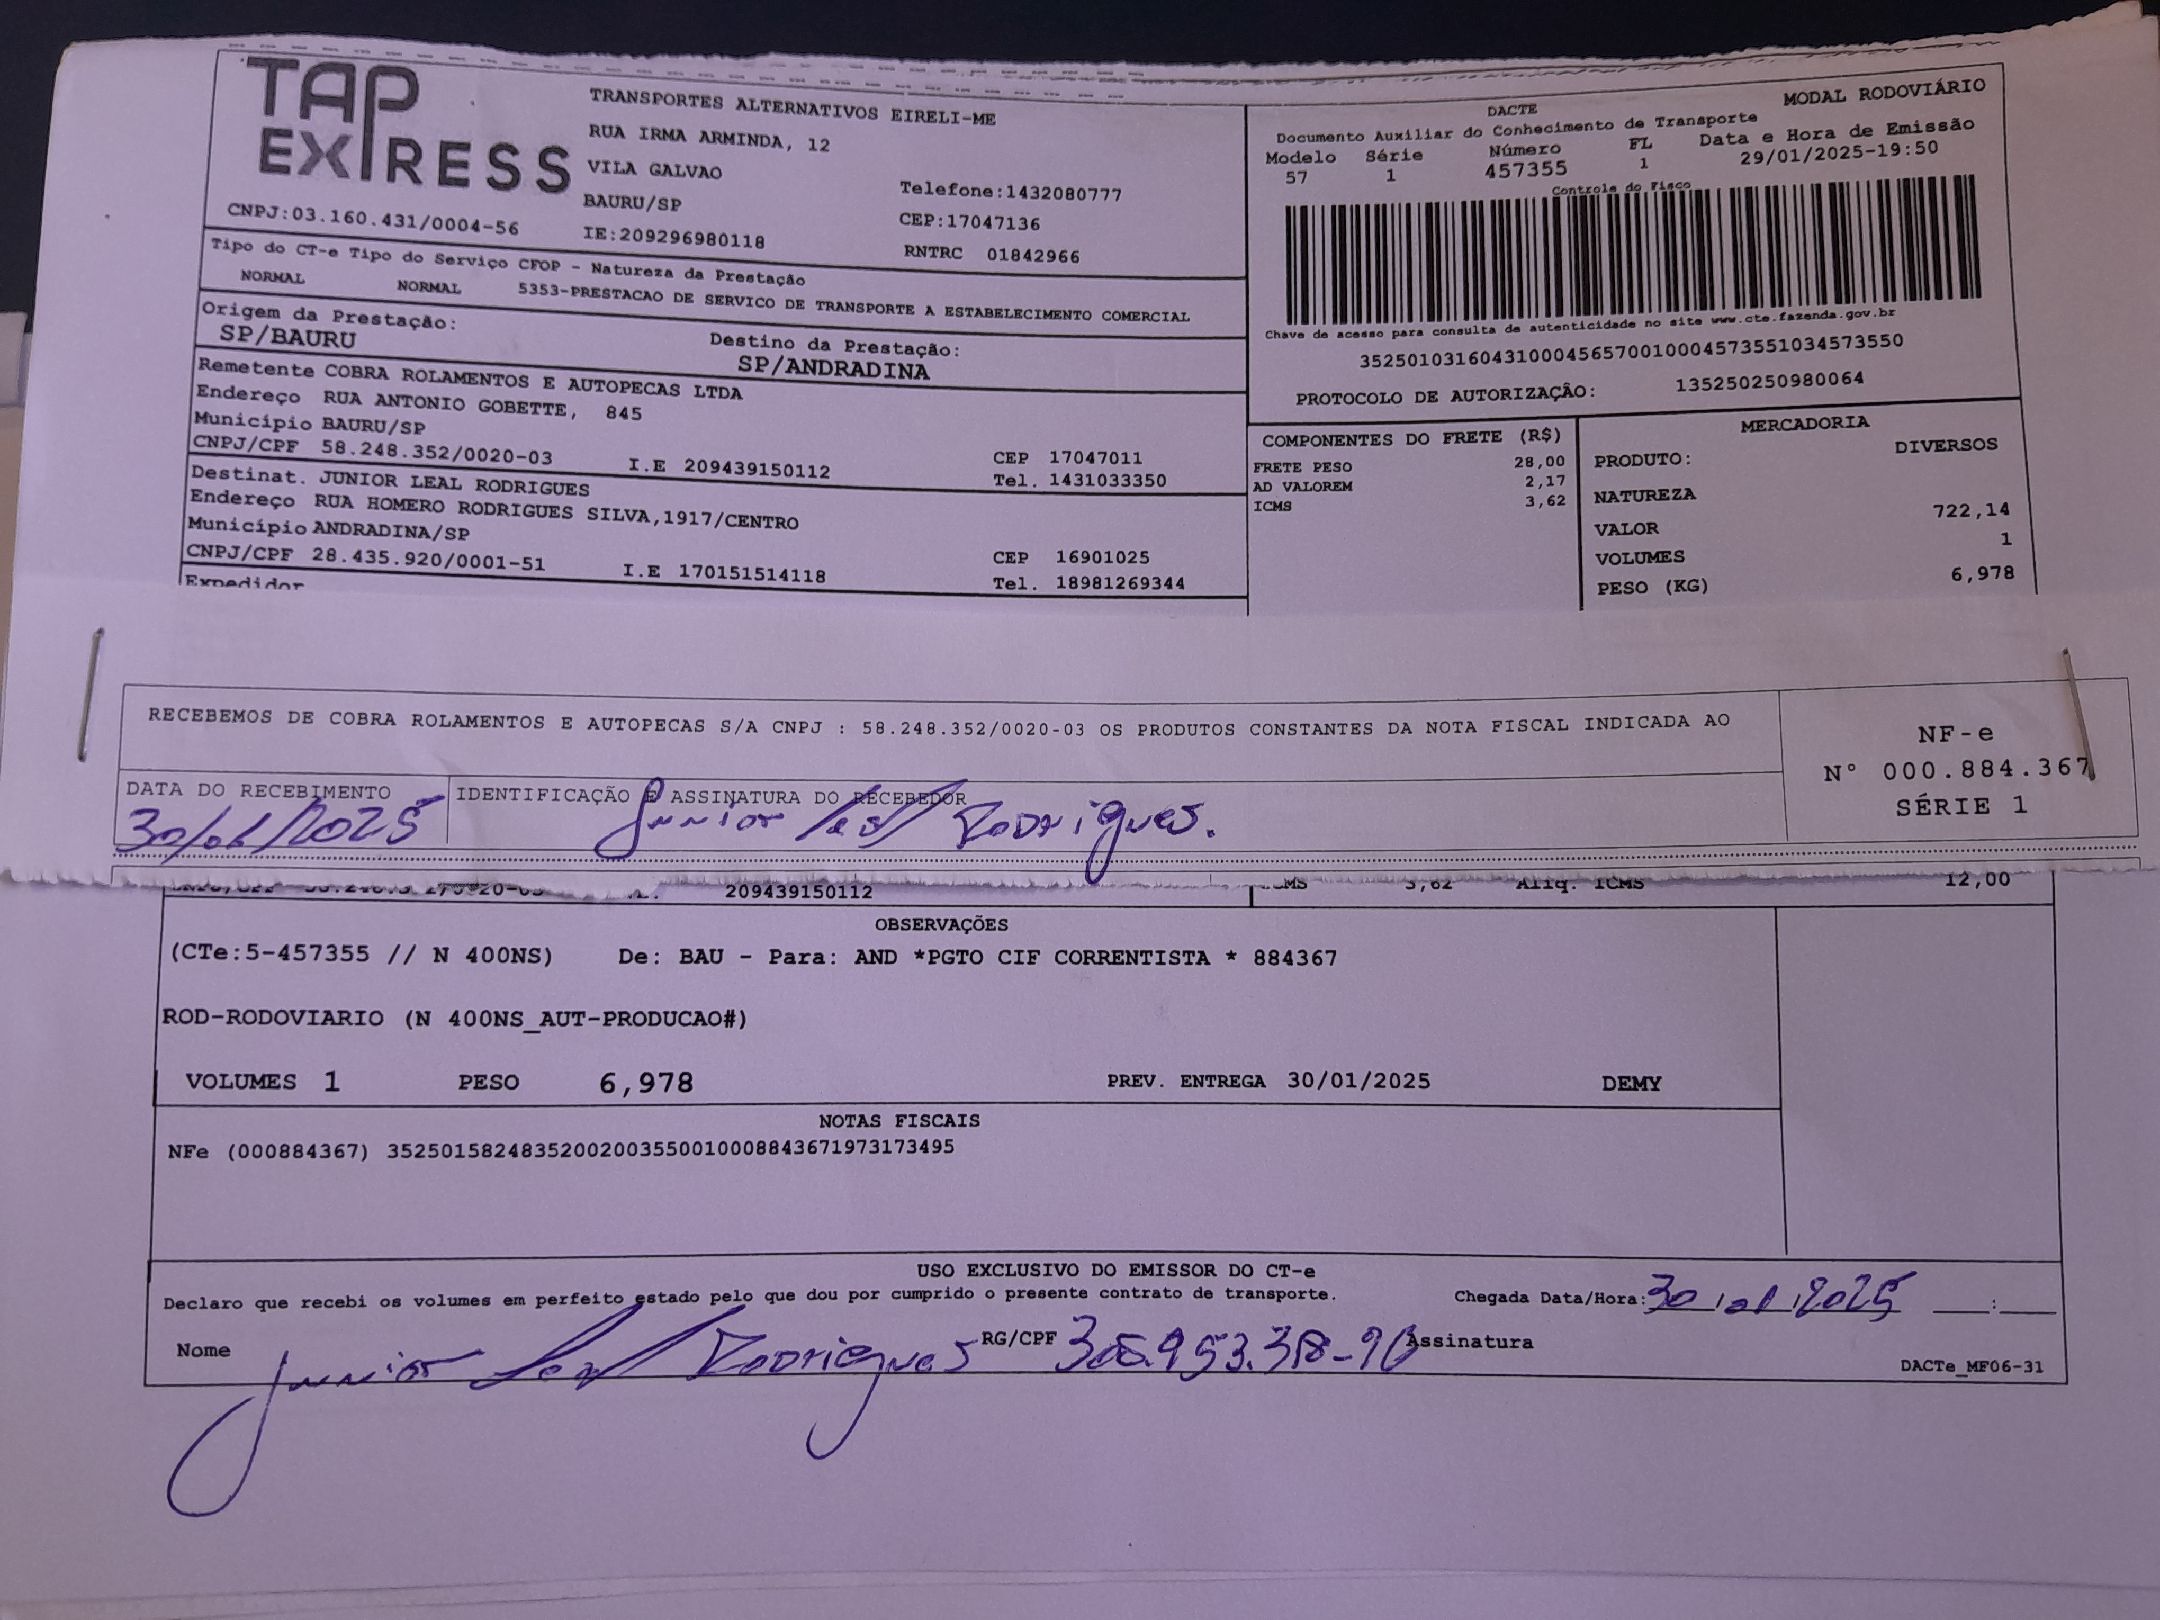 TAP
EXPRESS
TRANSPORTES ALTERNATIVOS EIRELI-ME
RUA IRMA ARMINDA, 12
VILA GALVAO
BAURU/SP
Telefone:1432080777
CEP:17047136
CNPJ:03.160.431/0004-56
IE:209296980118
RNTRC 01842966
Tipo do CT-e Tipo do Serviço CFOP - Natureza da Prestação
NORMAL NORMAL 5353-PRESTACAO DE SERVICO DE TRANSPORTE A ESTABELECIMENTO COMERCIAL
Origem da Prestação: Destino da Prestação:
SP/BAURU SP/ANDRADINA
Remetente COBRA ROLAMENTOS E AUTOPECAS LTDA
Endereço RUA ANTONIO GOBETTE, 845
Município BAURU/SP CEP 17047011
CNPJ/CPF 58.248.352/0020-03 I.E 209439150112 Tel. 1431033350
Destinat. JUNIOR LEAL RODRIGUES
Endereço RUA HOMERO RODRIGUES SILVA,1917/CENTRO
Município ANDRADINA/SP CEP 16901025
CNPJ/CPF 28.435.920/0001-51 I.E 170151514118 Tel. 18981269344
Expedidor
DACTE MODAL RODOVIÁRIO
Documento Auxiliar do Conhecimento de Transporte
Modelo Série Número FL Data e Hora de Emissão
57 1 457355 1 29/01/2025-19:50
Controle do Fisco
Chave de acesso para consulta de autenticidade no site www.cte.fazenda.gov.br
35250103160431000456570010004573551034573550
PROTOCOLO DE AUTORIZAÇÃO: 135250250980064
COMPONENTES DO FRETE (R$)
FRETE PESO 28,00
AD VALOREM 2,17
ICMS 3,62
MERCADORIA
PRODUTO: DIVERSOS
NATUREZA
VALOR 722,14
VOLUMES 1
PESO (KG) 6,978
RECEBEMOS DE COBRA ROLAMENTOS E AUTOPECAS S/A CNPJ : 58.248.352/0020-03 OS PRODUTOS CONSTANTES DA NOTA FISCAL INDICADA AO
NF-e
Nº 000.884.367
SÉRIE 1
DATA DO RECEBIMENTO IDENTIFICAÇÃO E ASSINATURA DO RECEBEDOR
30/01/2025 Junior Leal Rodrigues.
209439150112 ICMS 3,62 Aliq. ICMS 12,00
OBSERVAÇÕES
(CTe:5-457355 // N 400NS) De: BAU - Para: AND *PGTO CIF CORRENTISTA * 884367
ROD-RODOVIARIO (N 400NS_AUT-PRODUCAO#)
VOLUMES 1 PESO 6,978 PREV. ENTREGA 30/01/2025 DEMY
NOTAS FISCAIS
NFe (000884367) 35250158248352002003550010008843671973173495
USO EXCLUSIVO DO EMISSOR DO CT-e
Declaro que recebi os volumes em perfeito estado pelo que dou por cumprido o presente contrato de transporte. Chegada Data/Hora: 30/01/2025 :
Nome Junior Leal Rodrigues RG/CPF Assinatura
DACTe_MF06-31